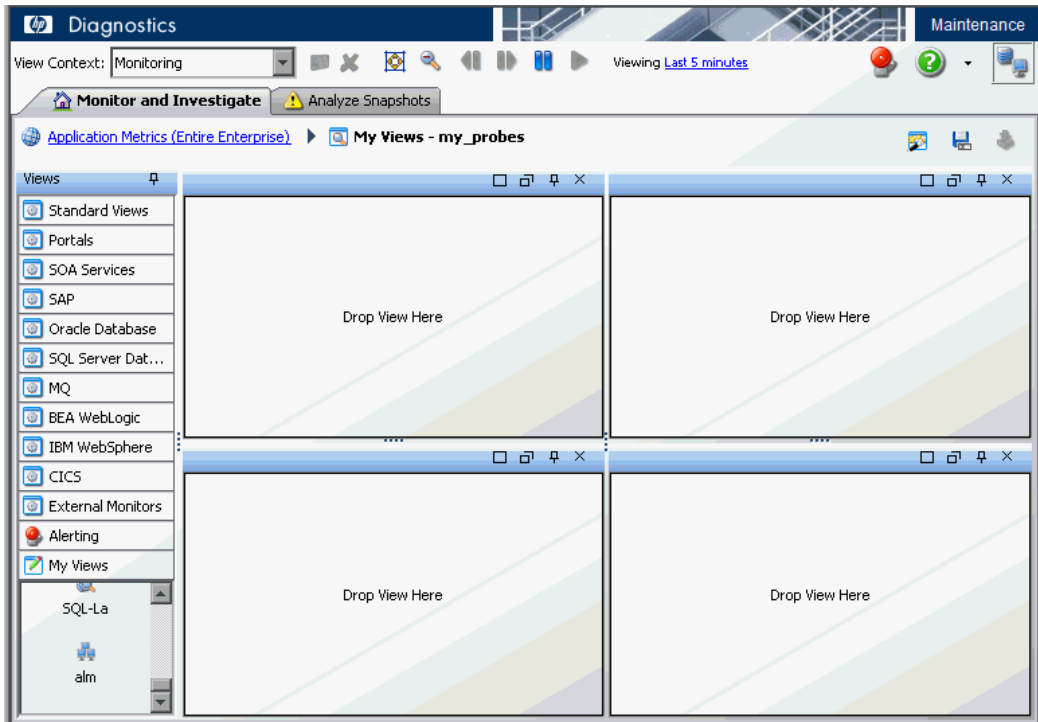 hp Diagnostics Maintenance
View Context: Monitoring Viewing Last 5 minutes
Monitor and Investigate Analyze Snapshots
Application Metrics (Entire Enterprise) My Views - my_probes
Views
Standard Views
Portals
SOA Services
SAP
Oracle Database
SQL Server Dat...
MQ
BEA WebLogic
IBM WebSphere
CICS
External Monitors
Alerting
My Views
SQL-La
alm
Drop View Here
Drop View Here
Drop View Here
Drop View Here